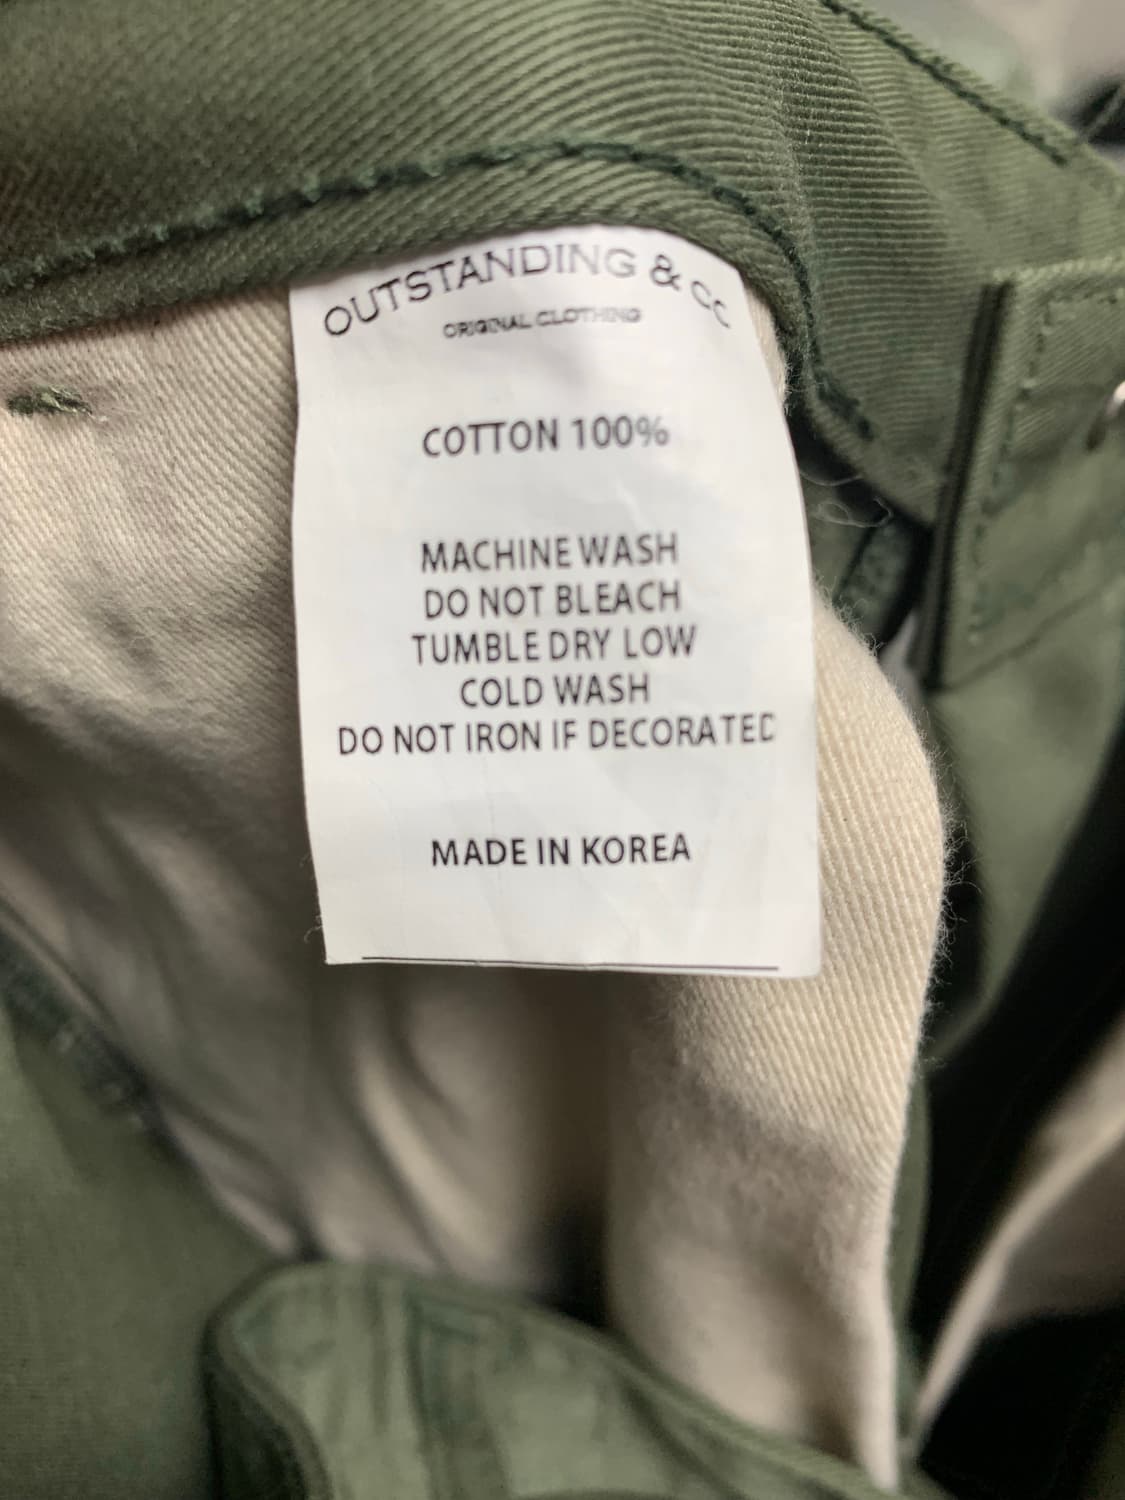 OUTSTANDING & CO
ORIGINAL CLOTHING
COTTON 100%
MACHINE WASH
DO NOT BLEACH
TUMBLE DRY LOW
COLD WASH
DO NOT IRON IF DECORATED
MADE IN KOREA